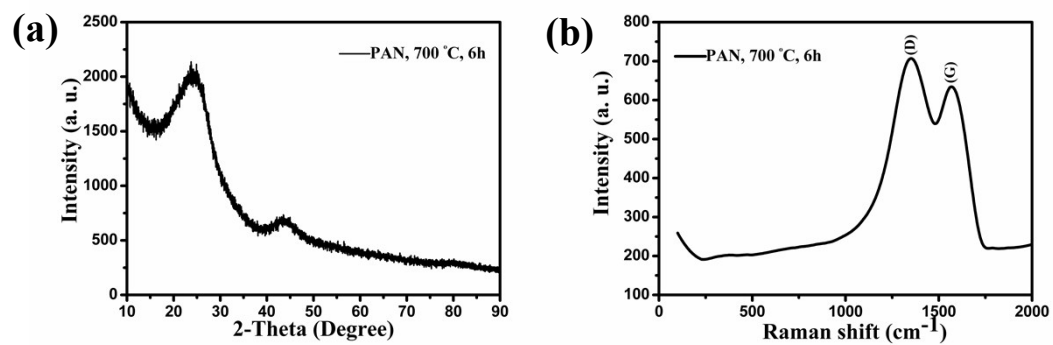 (a)
2500
2000
1500
1000
500
0
Intensity (a. u.)
PAN, 700 °C, 6h
10 20 30 40 50 60 70 80 90
2-Theta (Degree)
(b)
800
700
600
500
400
300
200
100
Intensity (a. u.)
PAN, 700 °C, 6h
(D)
(G)
0 500 1000 1500 2000
Raman shift (cm-1)